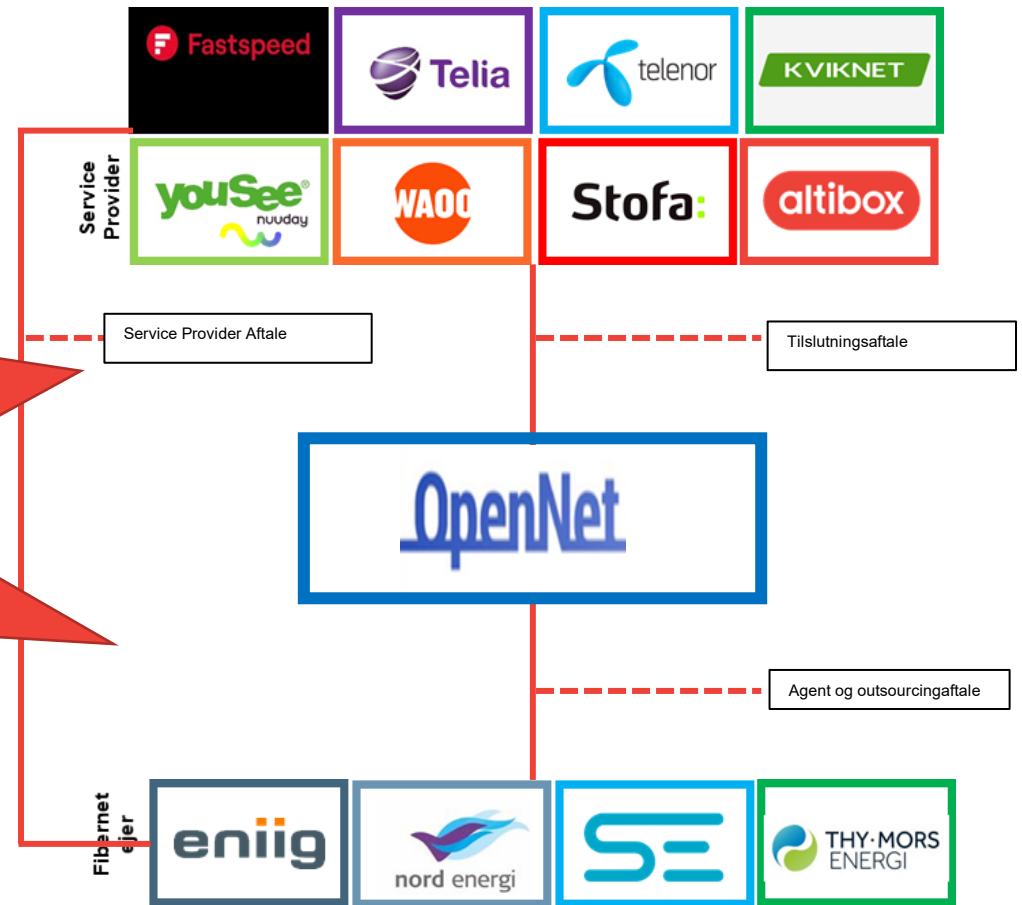 Fastspeed
Telia
telenor
KVIKNET
Service
Provider
youSee®
nuuday
WAOO
Stofa:
altibox
Service Provider Aftale
Tilslutningsaftale
OpenNet
Agent og outsourcingaftale
Fibernet
ejer
eniig
nord energi
SE
THY·MORS
ENERGI